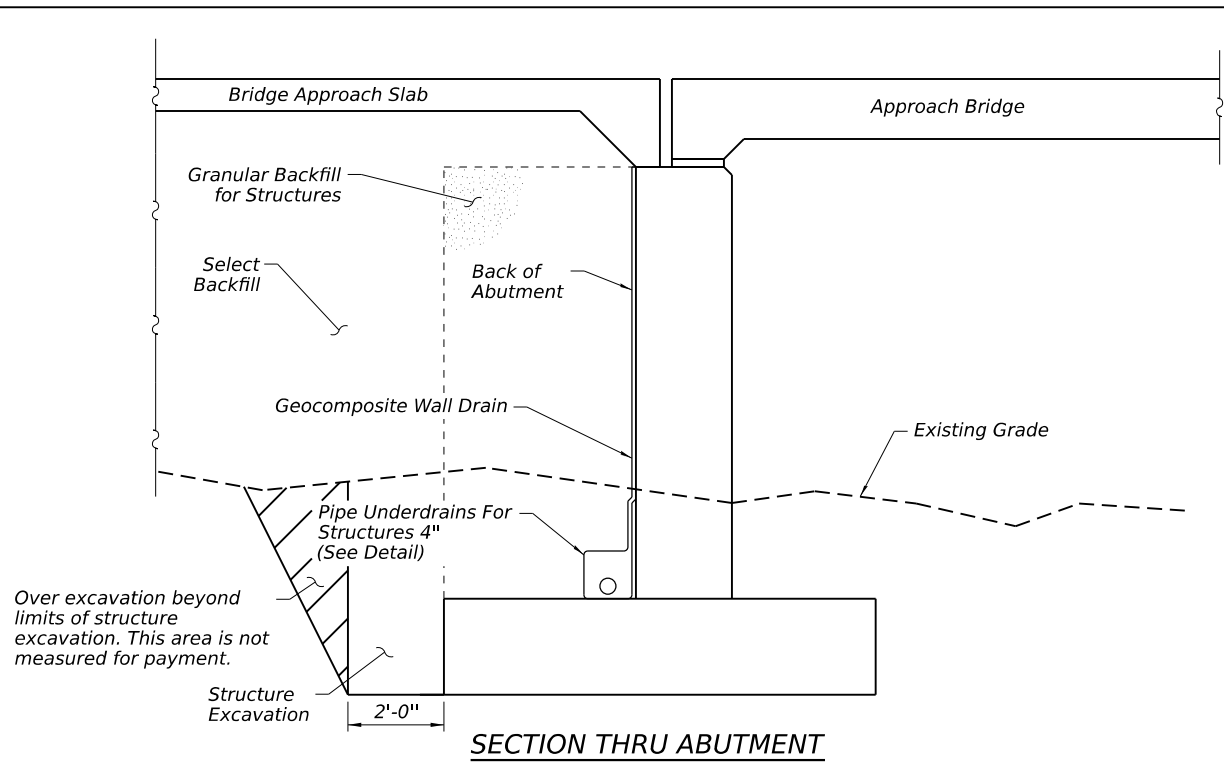 Bridge Approach Slab
Approach Bridge
Granular Backfill
for Structures
Select
Backfill
Back of
Abutment
Geocomposite Wall Drain
Existing Grade
Pipe Underdrains For
Structures 4"
(See Detail)
Over excavation beyond
limits of structure
excavation. This area is not
measured for payment.
Structure
Excavation
2'-0"
SECTION THRU ABUTMENT